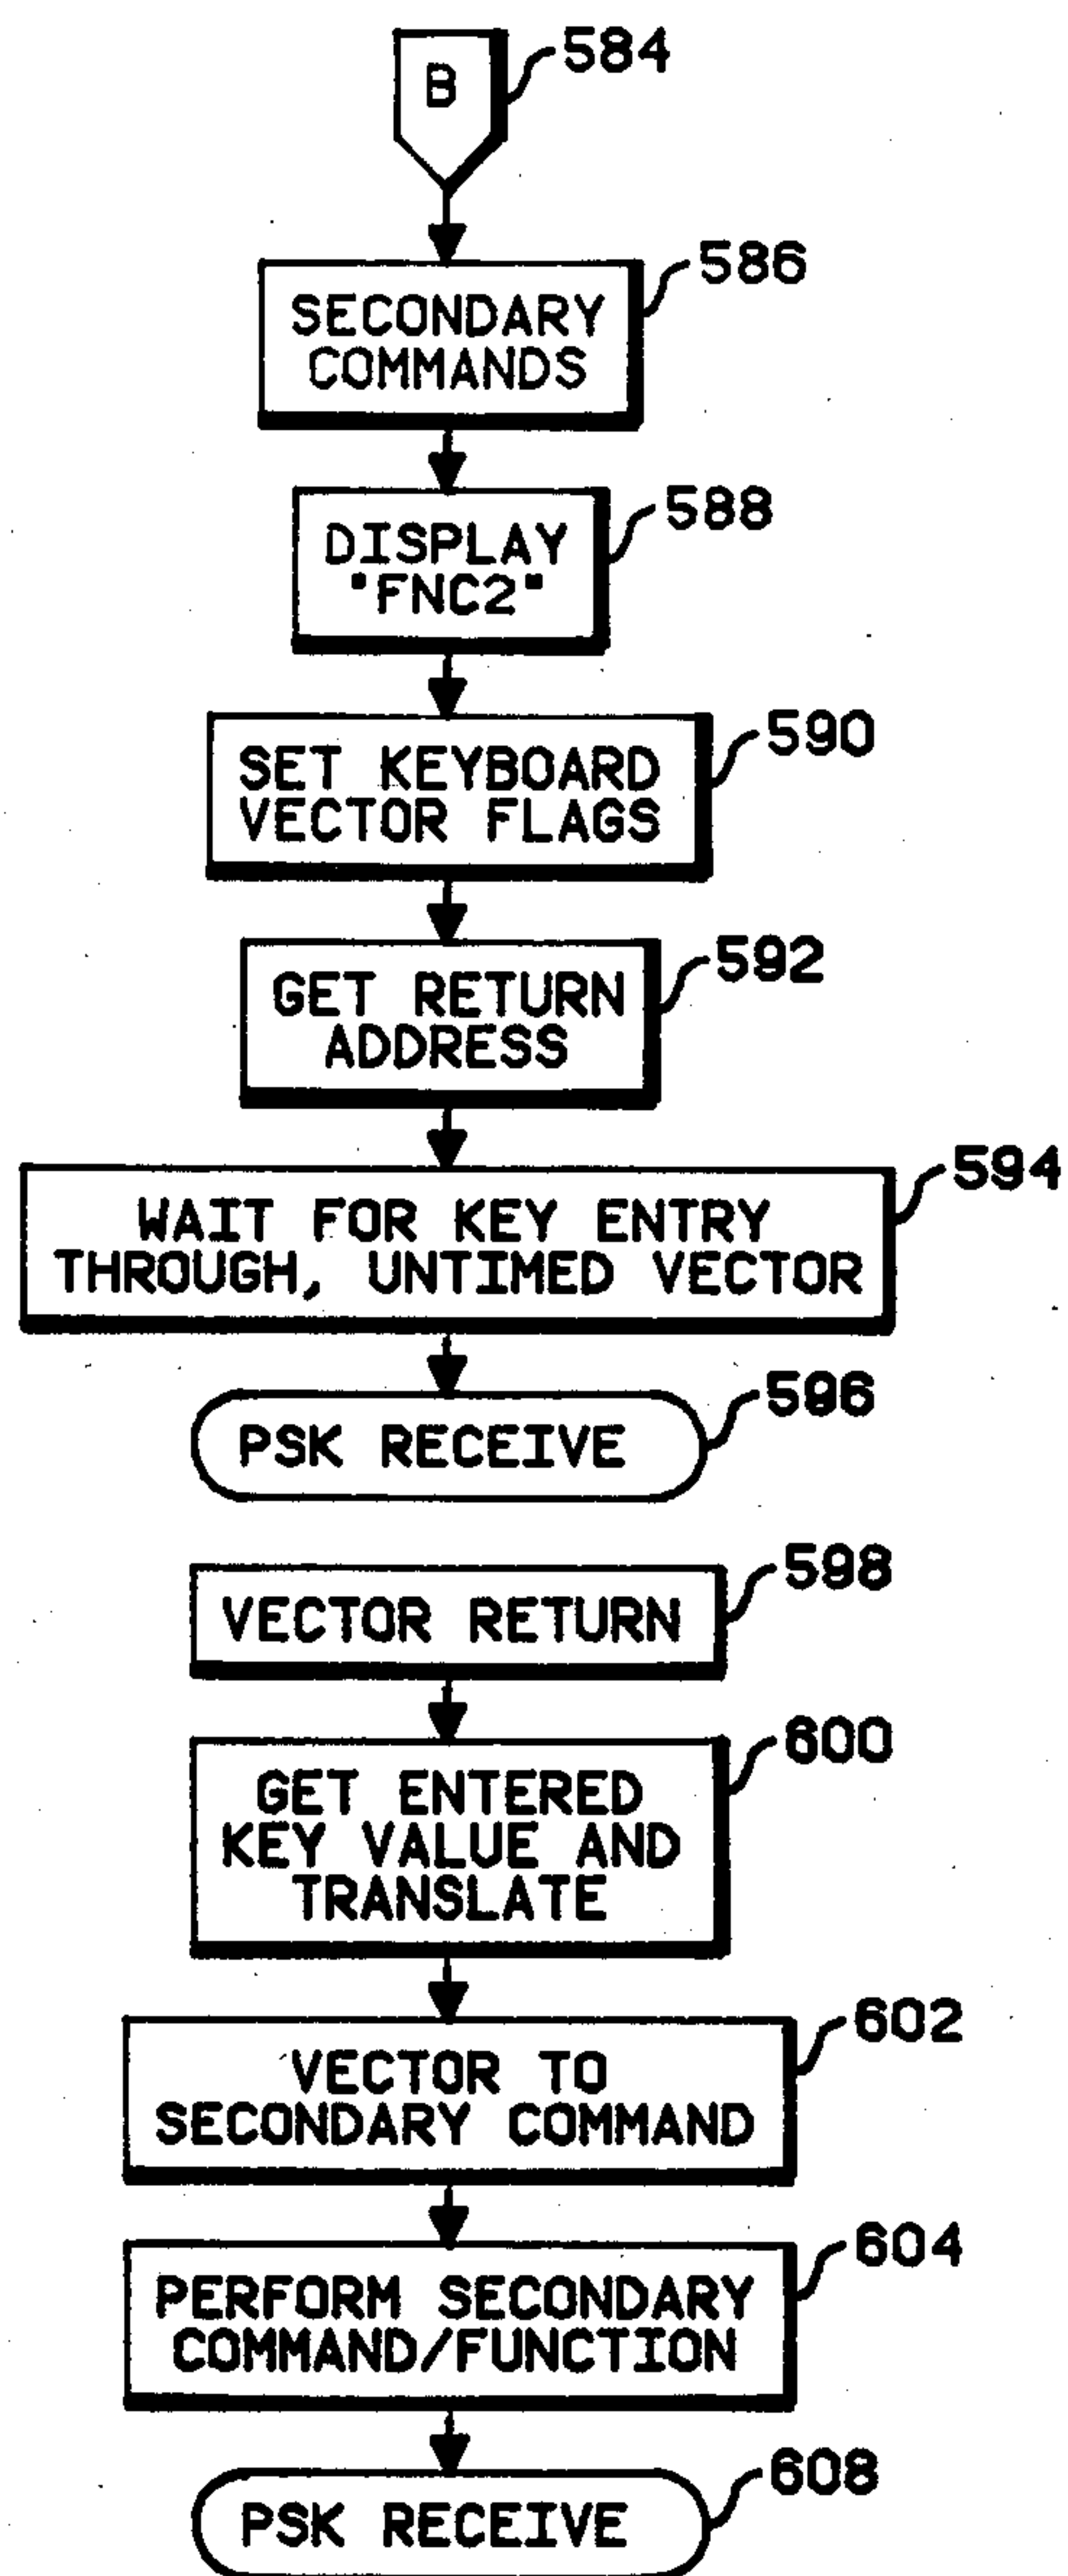 B
584
SECONDARY
COMMANDS
586
DISPLAY
"FNC2"
588
SET KEYBOARD
VECTOR FLAGS
590
GET RETURN
ADDRESS
592
WAIT FOR KEY ENTRY
THROUGH, UNTIMED VECTOR
594
PSK RECEIVE
596
VECTOR RETURN
598
GET ENTERED
KEY VALUE AND
TRANSLATE
600
VECTOR TO
SECONDARY COMMAND
602
PERFORM SECONDARY
COMMAND/FUNCTION
604
PSK RECEIVE
608